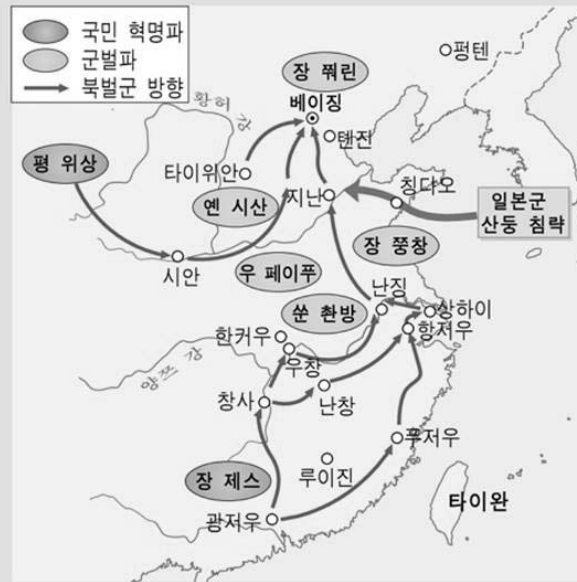 국민 혁명파
군벌파
북벌군 방향
펑텐
장 쭤린
베이징
톈진
황허 강
펑 위샹
타이위안
옌 시산
지난
칭다오
일본군
산둥 침략
장 쭝창
시안
우 페이푸
난징
쑨 촨방
상하이
항저우
한커우
우창
양쯔 강
창사
난창
푸저우
장 제스
루이진
광저우
타이완